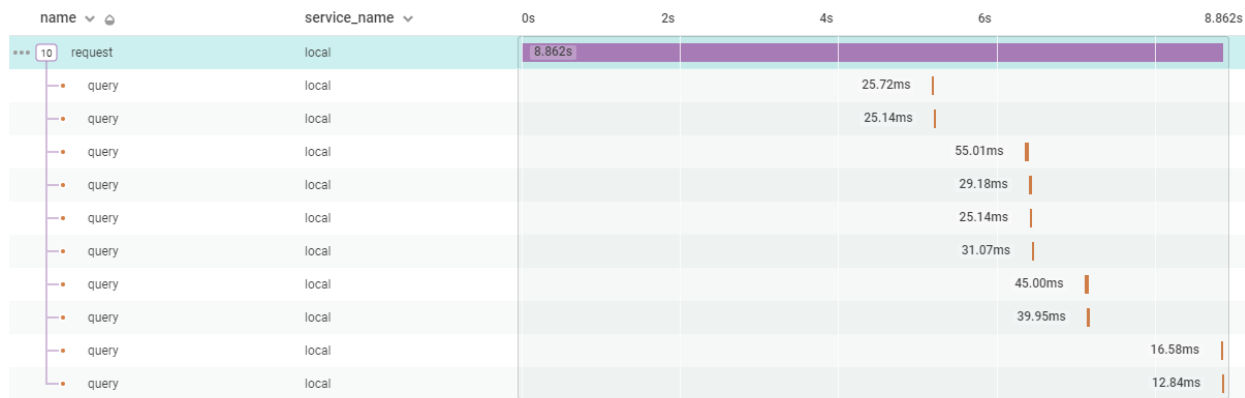 name service_name 0s 2s 4s 6s 8.862s
10 request local 8.862s
query local 25.72ms
query local 25.14ms
query local 55.01ms
query local 29.18ms
query local 25.14ms
query local 31.07ms
query local 45.00ms
query local 39.95ms
query local 16.58ms
query local 12.84ms